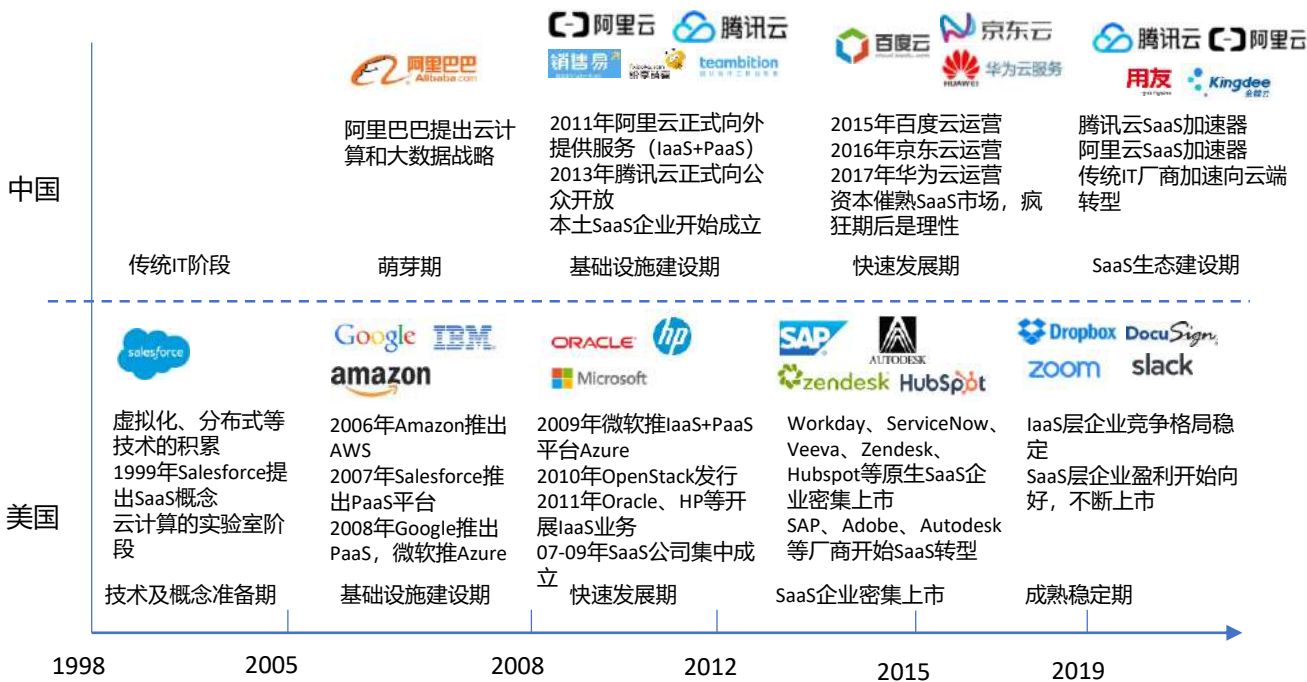 阿里云
腾讯云
百度云
京东云
腾讯云
阿里云
阿里巴巴
Alibaba.com
销售易
纷享销客
teambition
HUAWEI
华为云服务
用友
Kingdee
金蝶云
中国
阿里巴巴提出云计
算和大数据战略
2011年阿里云正式向外
提供服务（IaaS+PaaS）
2013年腾讯云正式向公
众开放
本土SaaS企业开始成立
2015年百度云运营
2016年京东云运营
2017年华为云运营
资本催熟SaaS市场，疯
狂期后是理性
腾讯云SaaS加速器
阿里云SaaS加速器
传统IT厂商加速向云端
转型
传统IT阶段
萌芽期
基础设施建设期
快速发展期
SaaS生态建设期
美国
salesforce
Google
IBM
amazon
ORACLE
hp
Microsoft
SAP
AUTODESK
zendesk
HubSpot
Dropbox
DocuSign
zoom
slack
虚拟化、分布式等
技术的积累
1999年Salesforce提
出SaaS概念
云计算的实验室阶
段
2006年Amazon推出
AWS
2007年Salesforce推
出PaaS平台
2008年Google推出
PaaS，微软推Azure
2009年微软推IaaS+PaaS
平台Azure
2010年OpenStack发行
2011年Oracle、HP等开
展IaaS业务
07-09年SaaS公司集中成
立
Workday、ServiceNow、
Veeva、Zendesk、
Hubspot等原生SaaS企
业密集上市
SAP、Adobe、Autodesk
等厂商开始SaaS转型
IaaS层企业竞争格局稳
定
SaaS层企业盈利开始向
好，不断上市
技术及概念准备期
基础设施建设期
快速发展期
SaaS企业密集上市
成熟稳定期
1998
2005
2008
2012
2015
2019